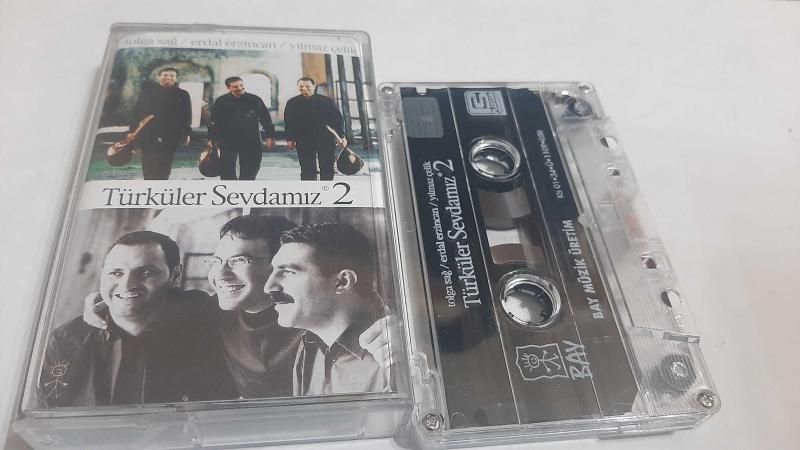 tolga sağ / erdal erzincan / yılmaz çelik
Türküler Sevdamız® 2
tolga sağ / erdal erzincan / yılmaz çelik
Türküler Sevdamız® 2
BAY
BAY MÜZİK ÜRETİM